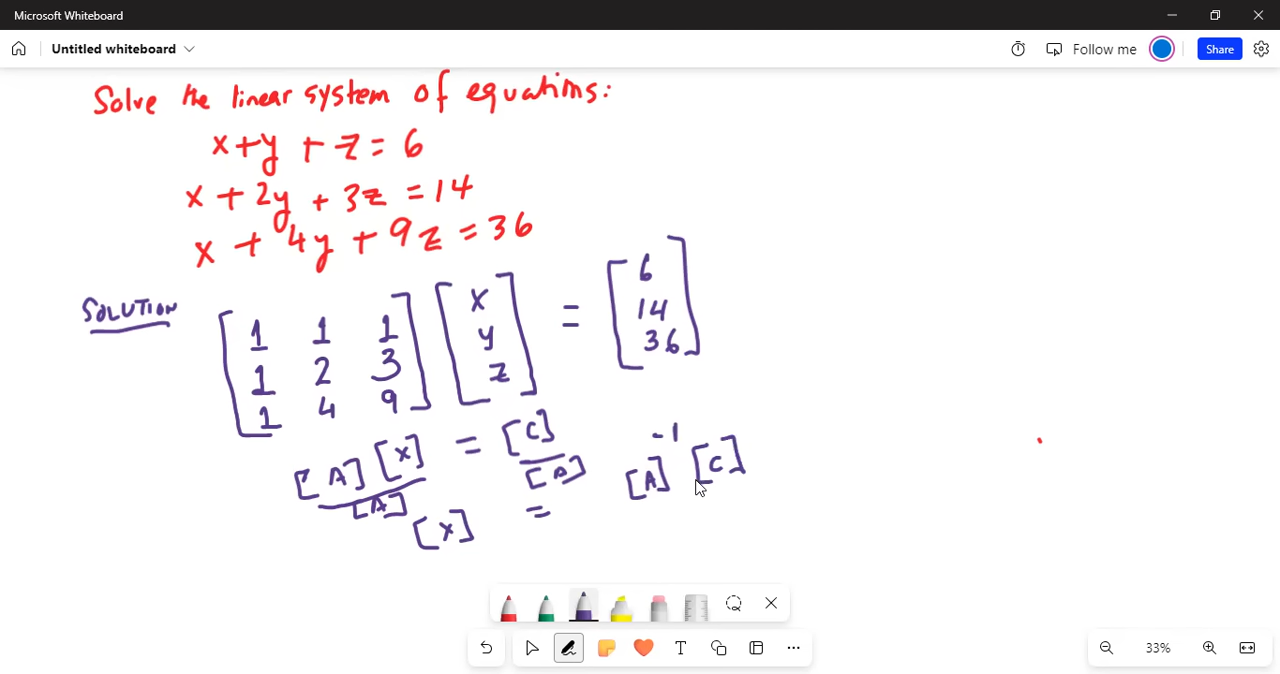 Microsoft Whiteboard
Untitled whiteboard
Follow me
Share
Solve the linear system of equations:
x+y+z=6
x+2y+3z=14
x+4y+9z=36
SOLUTION
[1 1 1] [x] = [6]
[1 2 3] [y] [14]
[1 4 9] [z] [36]
[A][x] = [C]
[A] [A]
[x] = [A]⁻¹ [C]
T
33%